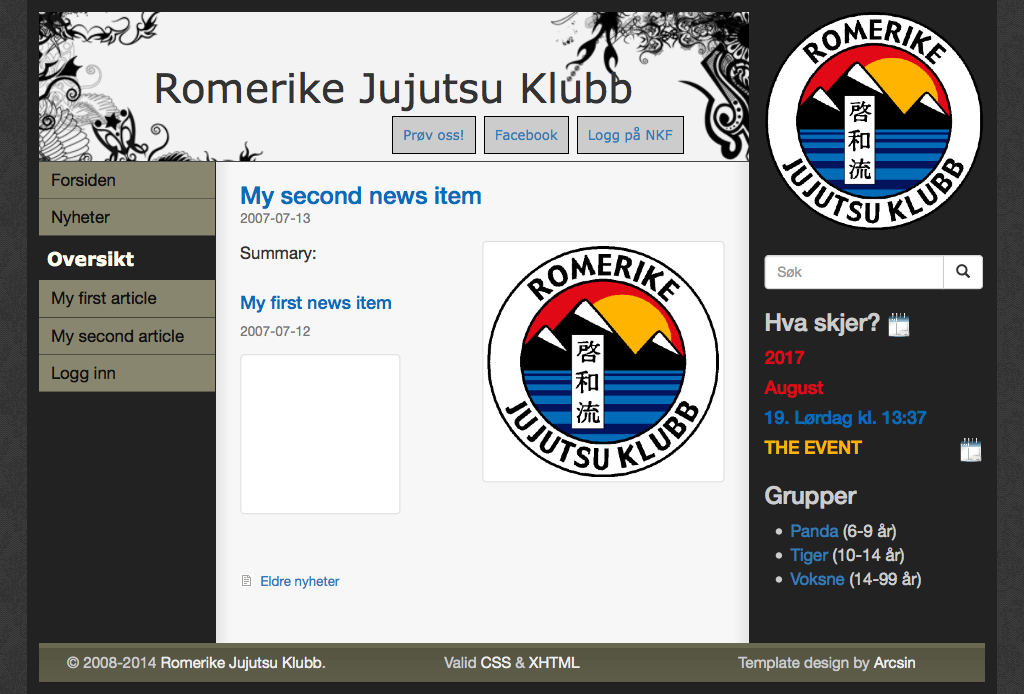 Romerike Jujutsu Klubb
Prøv oss!
Facebook
Logg på NKF
Forsiden
Nyheter
Oversikt
My first article
My second article
Logg inn
My second news item
2007-07-13
Summary:
ROMERIKE
啓和流
JUJUTSU KLUBB
My first news item
2007-07-12
Eldre nyheter
ROMERIKE
啓和流
JUJUTSU KLUBB
Søk
Hva skjer?
2017
August
19. Lørdag kl. 13:37
THE EVENT
Grupper
Panda (6-9 år)
Tiger (10-14 år)
Voksne (14-99 år)
© 2008-2014 Romerike Jujutsu Klubb.
Valid CSS & XHTML
Template design by Arcsin